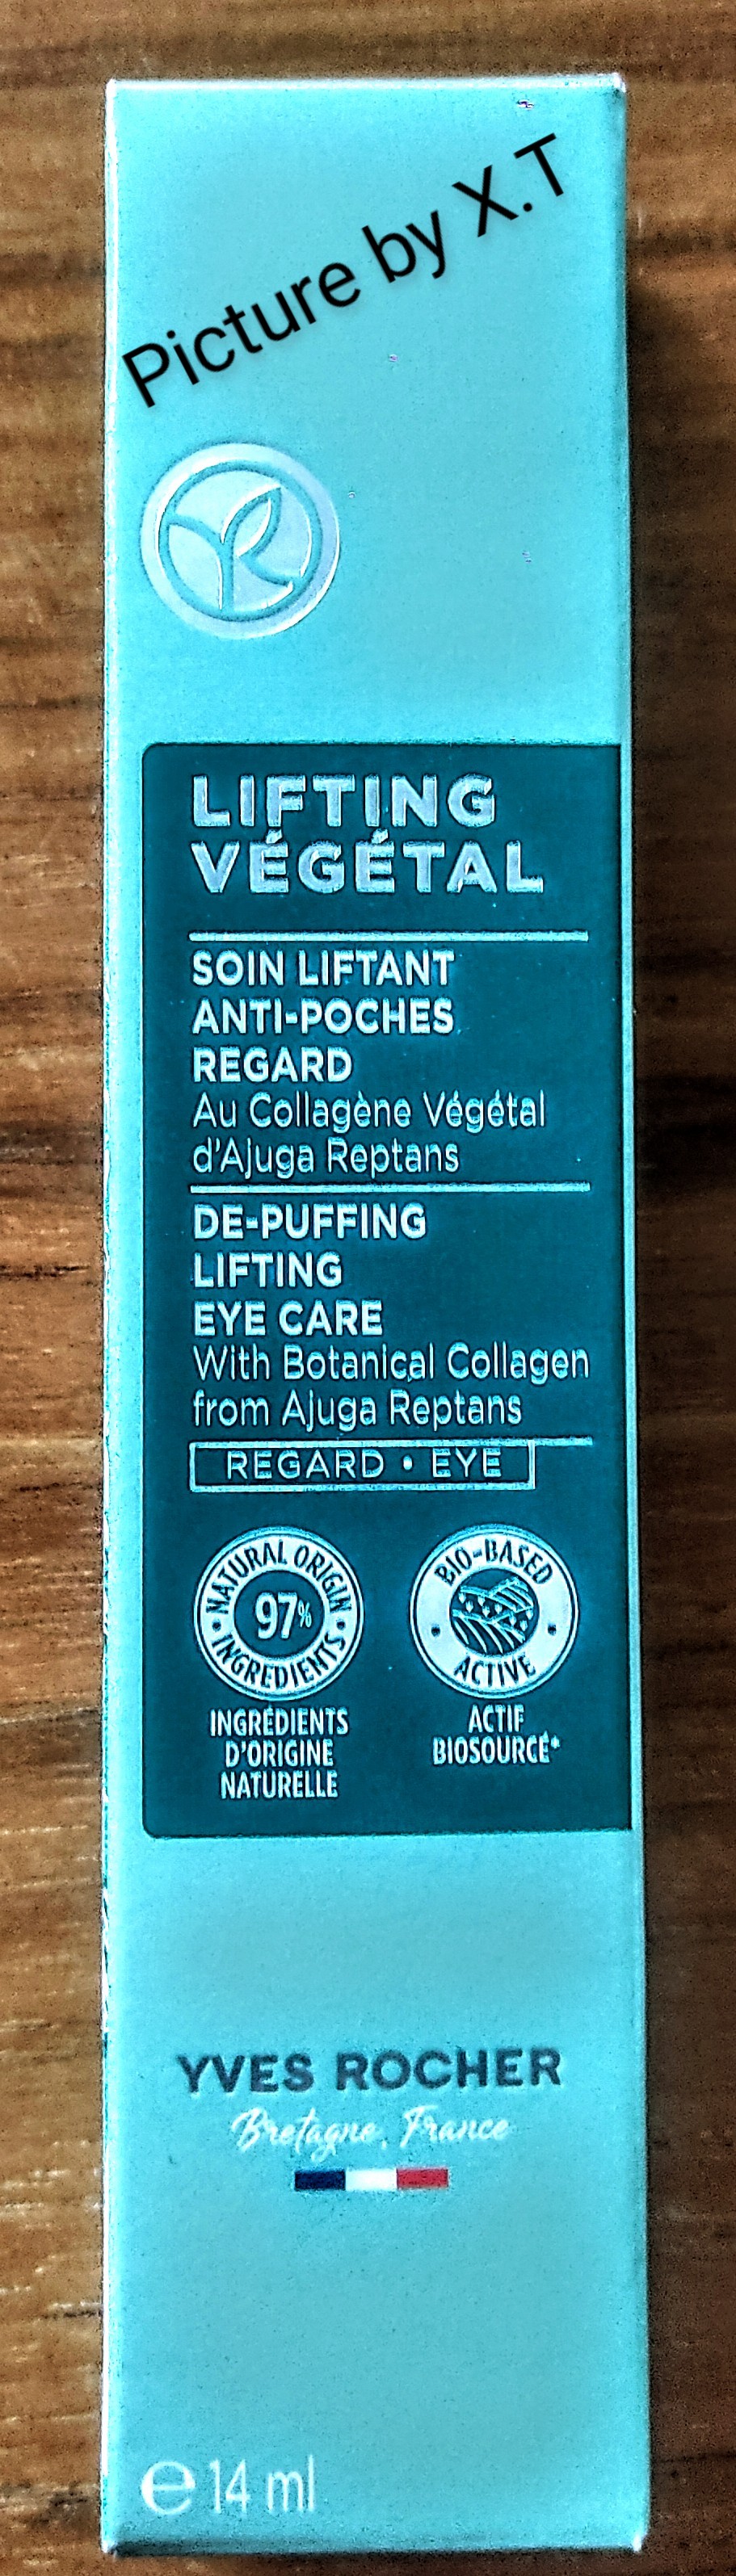 Picture by X.T
YR
LIFTING
VÉGÉTAL
SOIN LIFTANT
ANTI-POCHES
REGARD
Au Collagène Végétal
d'Ajuga Reptans
DE-PUFFING
LIFTING
EYE CARE
With Botanical Collagen
from Ajuga Reptans
REGARD • EYE
NATURAL ORIGIN
97%
INGREDIENTS
INGRÉDIENTS
D'ORIGINE
NATURELLE
BIO-BASED
ACTIVE
ACTIF
BIOSOURCÉ*
YVES ROCHER
Bretagne, France
℮ 14 ml